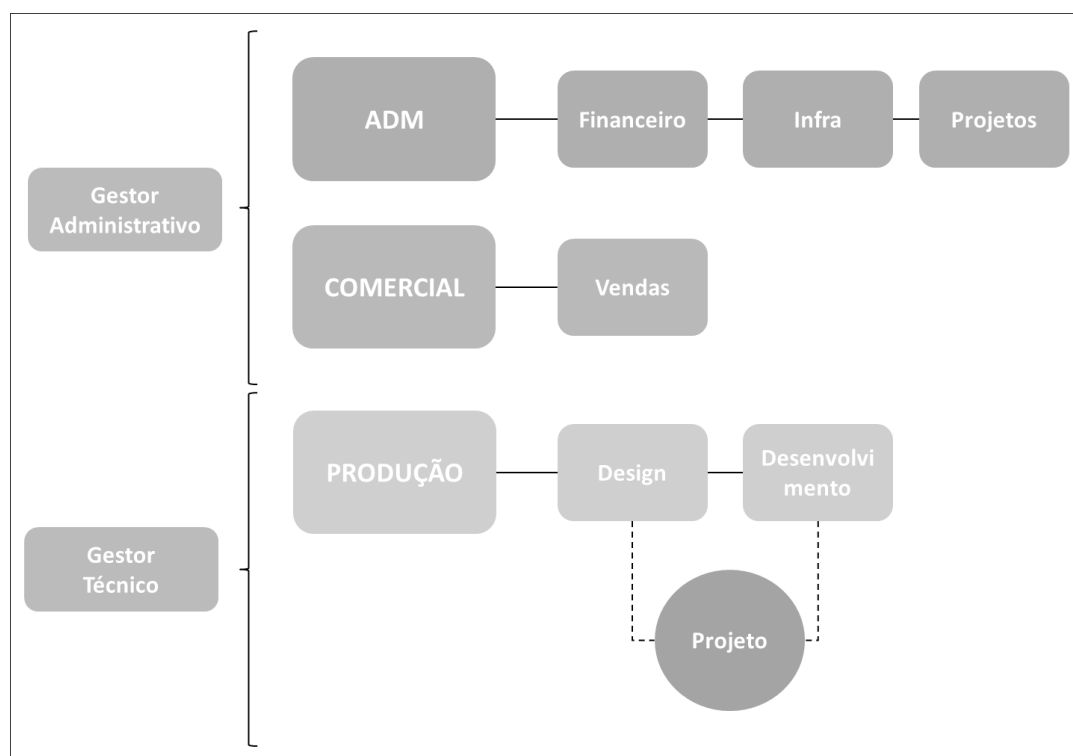 ADM
Financeiro
Infra
Projetos
Gestor
Administrativo
COMERCIAL
Vendas
PRODUÇÃO
Design
Desenvolvi
mento
Gestor
Técnico
Projeto